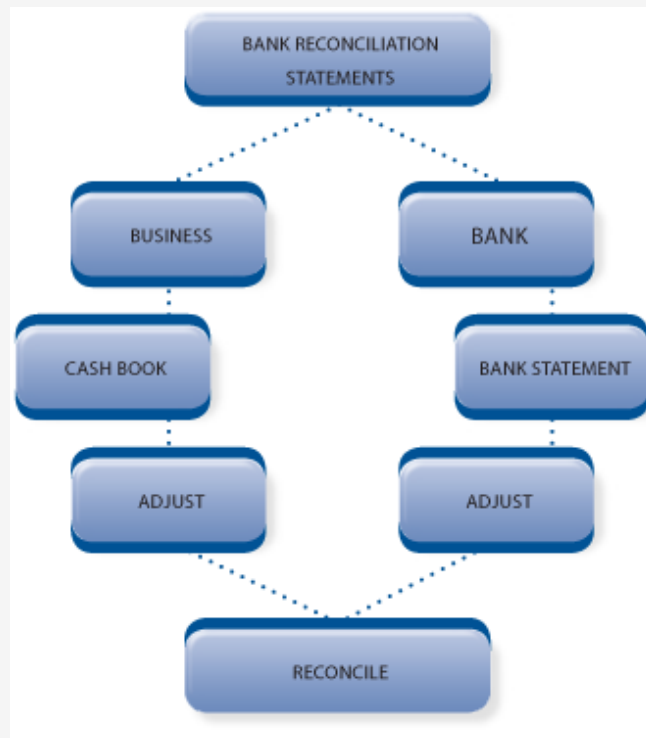 BANK RECONCILIATION
STATEMENTS
BUSINESS
BANK
CASH BOOK
BANK STATEMENT
ADJUST
ADJUST
RECONCILE